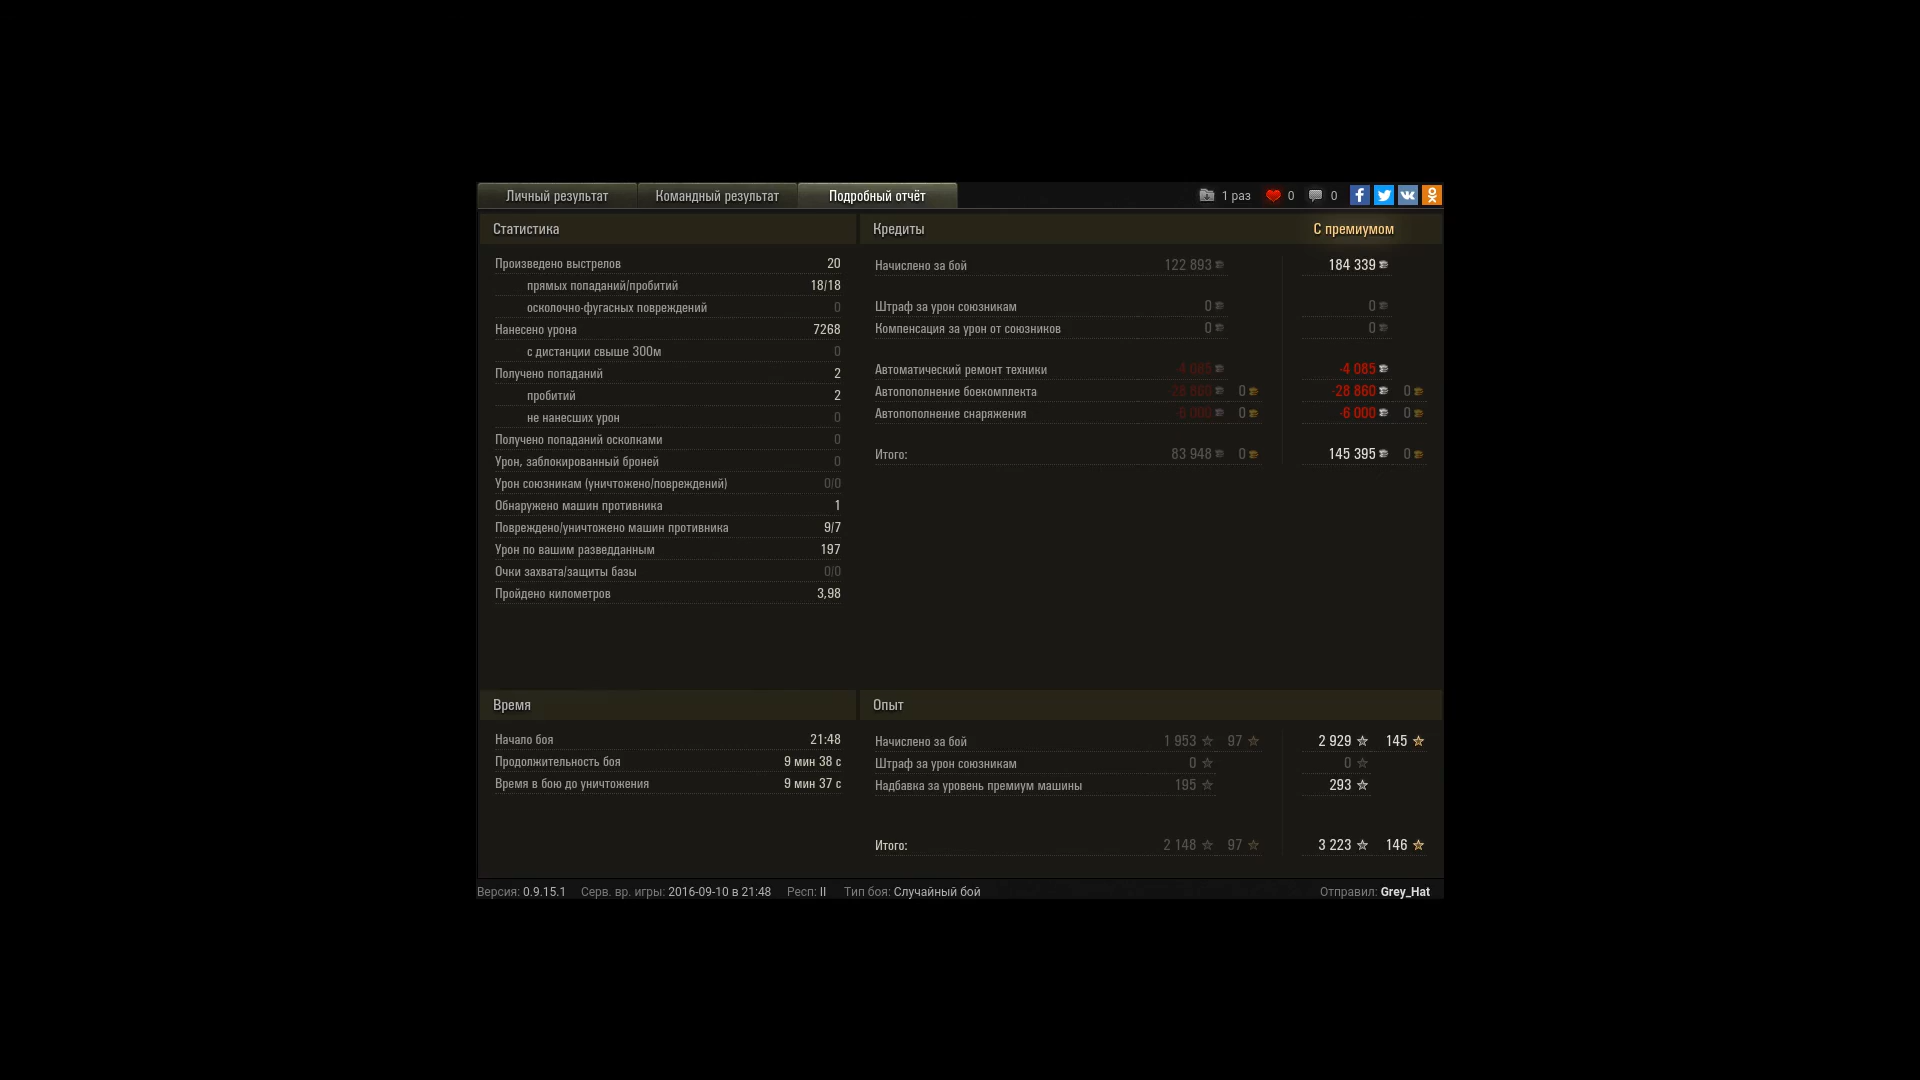 Личный результат Командный результат Подробный отчёт 1 раз 0 0
Статистика
Произведено выстрелов 20
прямых попаданий/пробитий 18/18
осколочно-фугасных повреждений 0
Нанесено урона 7268
с дистанции свыше 300м 0
Получено попаданий 2
пробитий 2
не нанесших урон 0
Получено попаданий осколками 0
Урон, заблокированный броней 0
Урон союзникам (уничтожено/повреждений) 0/0
Обнаружено машин противника 1
Повреждено/уничтожено машин противника 9/7
Урон по вашим разведданным 197
Очки захвата/защиты базы 0/0
Пройдено километров 3,98
Кредиты С премиумом
Начислено за бой 122 893 184 339
Штраф за урон союзникам 0 0
Компенсация за урон от союзников 0 0
Автоматический ремонт техники -4 085 -4 085
Автопополнение боекомплекта -28 860 0 -28 860 0
Автопополнение снаряжения -6 000 0 -6 000 0
Итого: 83 948 0 145 395 0
Время
Начало боя 21:48
Продолжительность боя 9 мин 38 с
Время в бою до уничтожения 9 мин 37 с
Опыт
Начислено за бой 1 953 97 2 929 145
Штраф за урон союзникам 0 0
Надбавка за уровень премиум машины 195 293
Итого: 2 148 97 3 223 146
Версия: 0.9.15.1 Серв. вр. игры: 2016-09-10 в 21:48 Респ: II Тип боя: Случайный бой Отправил: Grey_Hat